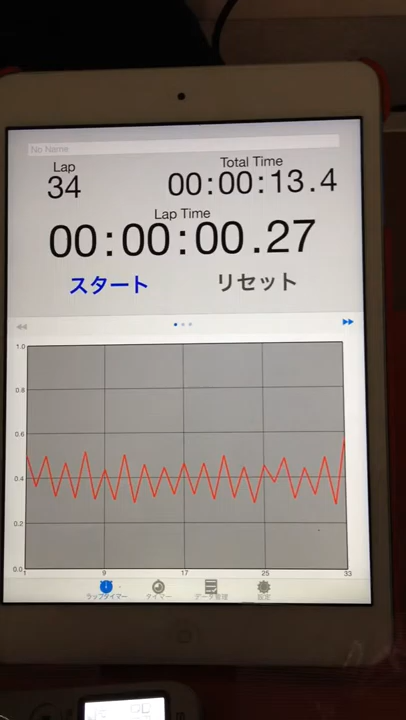 No Name
Lap
Total Time
34
00:00:13.4
Lap Time
00:00:00.27
スタート
リセット
1.0
0.8
0.6
0.4
0.2
0.0
1
9
17
25
33
ラップタイマー
タイマー
データ管理
設定